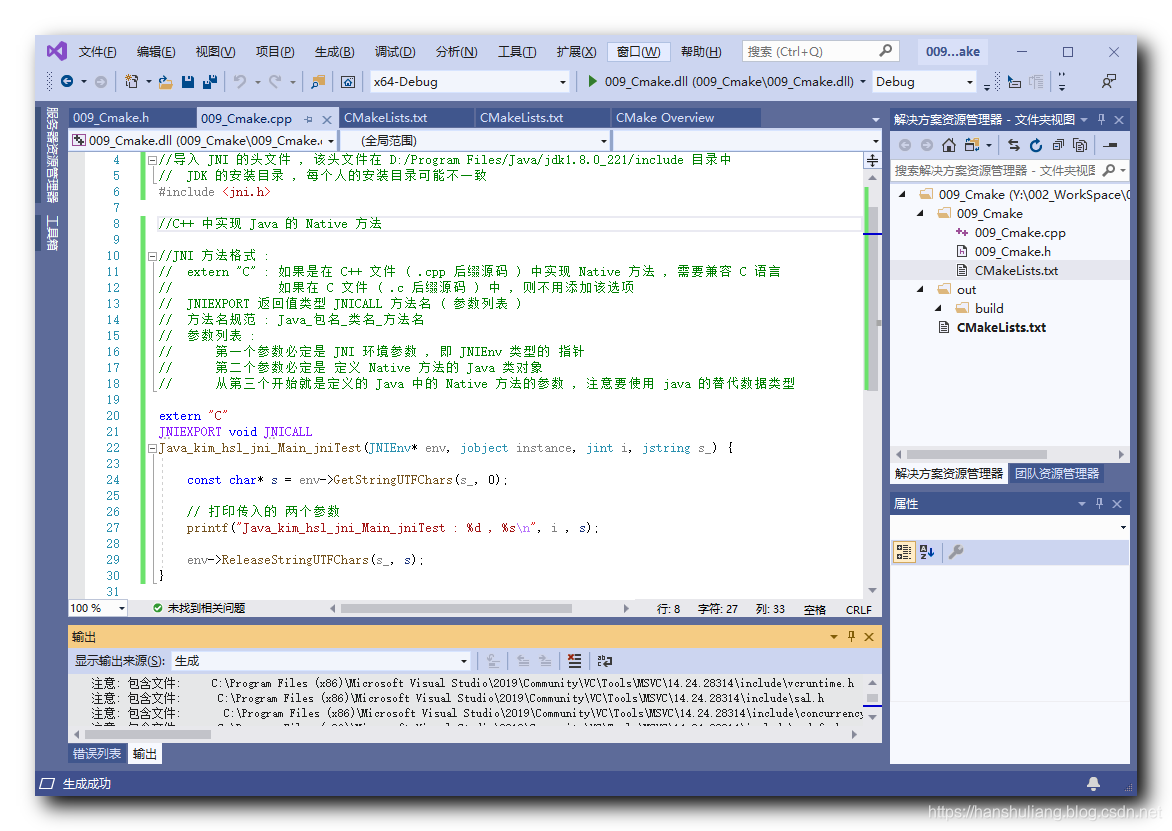 文件(F) 编辑(E) 视图(V) 项目(P) 生成(B) 调试(D) 分析(N) 工具(T) 扩展(X) 窗口(W) 帮助(H) 搜索 (Ctrl+Q) 009...ake
x64-Debug 009_Cmake.dll (009_Cmake\009_Cmake.dll) Debug
服务器资源管理器
工具箱
009_Cmake.h 009_Cmake.cpp CMakeLists.txt CMakeLists.txt CMake Overview
009_Cmake.dll (009_Cmake\009_Cmake.d (全局范围)
4 //导入 JNI 的头文件 , 该头文件在 D:/Program Files/Java/jdk1.8.0_221/include 目录中
5 // JDK 的安装目录 , 每个人的安装目录可能不一致
6 #include <jni.h>
7
8 //C++ 中实现 Java 的 Native 方法
9
10 //JNI 方法格式 :
11 // extern "C" : 如果是在 C++ 文件 ( .cpp 后缀源码 ) 中实现 Native 方法 , 需要兼容 C 语言
12 // 如果在 C 文件 ( .c 后缀源码 ) 中 , 则不用添加该选项
13 // JNIEXPORT 返回值类型 JNICALL 方法名 ( 参数列表 )
14 // 方法名规范 : Java_包名_类名_方法名
15 // 参数列表 :
16 // 第一个参数必定是 JNI 环境参数 , 即 JNIEnv 类型的 指针
17 // 第二个参数必定是 定义 Native 方法的 Java 类对象
18 // 从第三个开始就是定义的 Java 中的 Native 方法的参数 , 注意要使用 java 的替代数据类型
19
20 extern "C"
21 JNIEXPORT void JNICALL
22 Java_kim_hsl_jni_Main_jniTest(JNIEnv* env, jobject instance, jint i, jstring s_) {
23
24 const char* s = env->GetStringUTFChars(s_, 0);
25
26 // 打印传入的 两个参数
27 printf("Java_kim_hsl_jni_Main_jniTest : %d , %s\n", i , s);
28
29 env->ReleaseStringUTFChars(s_, s);
30 }
31
100 % 未找到相关问题 行: 8 字符: 27 列: 33 空格 CRLF
输出
显示输出来源(S): 生成
注意: 包含文件: C:\Program Files (x86)\Microsoft Visual Studio\2019\Community\VC\Tools\MSVC\14.24.28314\include\vcruntime.h
注意: 包含文件: C:\Program Files (x86)\Microsoft Visual Studio\2019\Community\VC\Tools\MSVC\14.24.28314\include\sal.h
注意: 包含文件: C:\Program Files (x86)\Microsoft Visual Studio\2019\Community\VC\Tools\MSVC\14.24.28314\include\concurrency
错误列表 输出
生成成功
解决方案资源管理器 - 文件夹视图
搜索解决方案资源管理器 - 文件夹视图
009_Cmake (Y:\002_WorkSpace\0
009_Cmake
009_Cmake.cpp
009_Cmake.h
CMakeLists.txt
out
build
CMakeLists.txt
解决方案资源管理器 团队资源管理器
属性
https://hanshuliang.blog.csdn.net